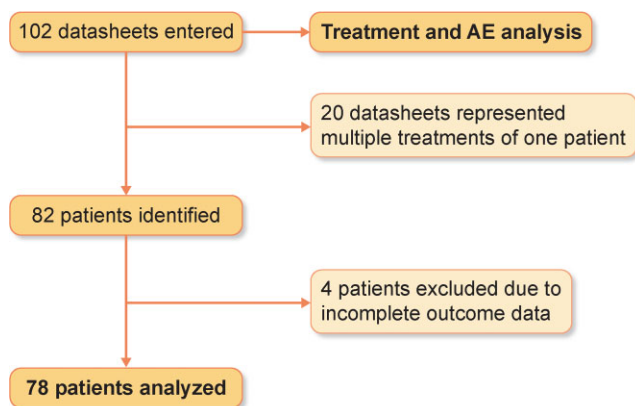 102 datasheets entered
Treatment and AE analysis
20 datasheets represented
multiple treatments of one patient
82 patients identified
4 patients excluded due to
incomplete outcome data
78 patients analyzed